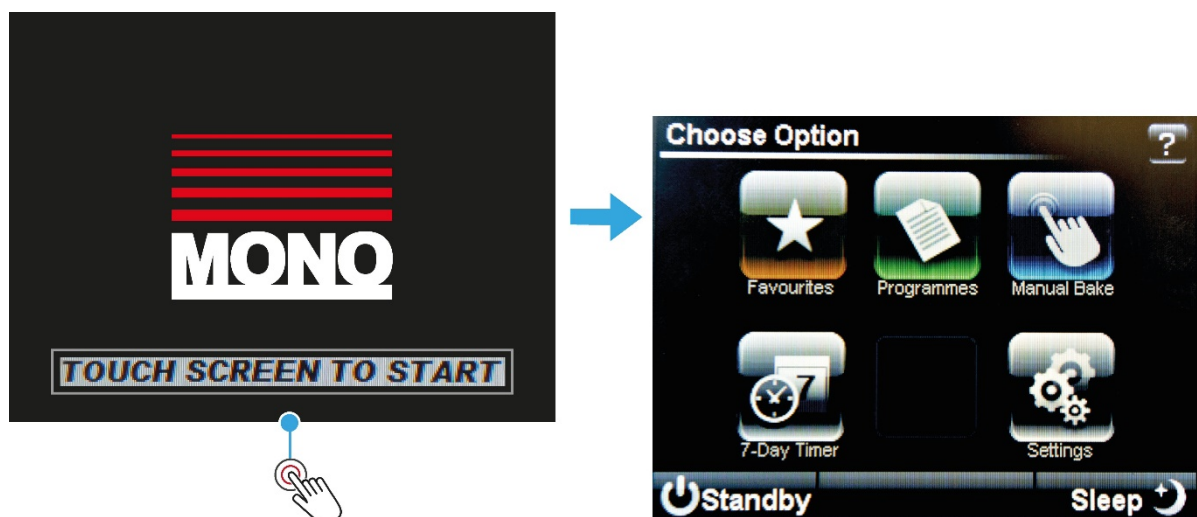 MONO
TOUCH SCREEN TO START
Choose Option
?
Favourites
Programmes
Manual Bake
7
7-Day Timer
Settings
Standby
Sleep